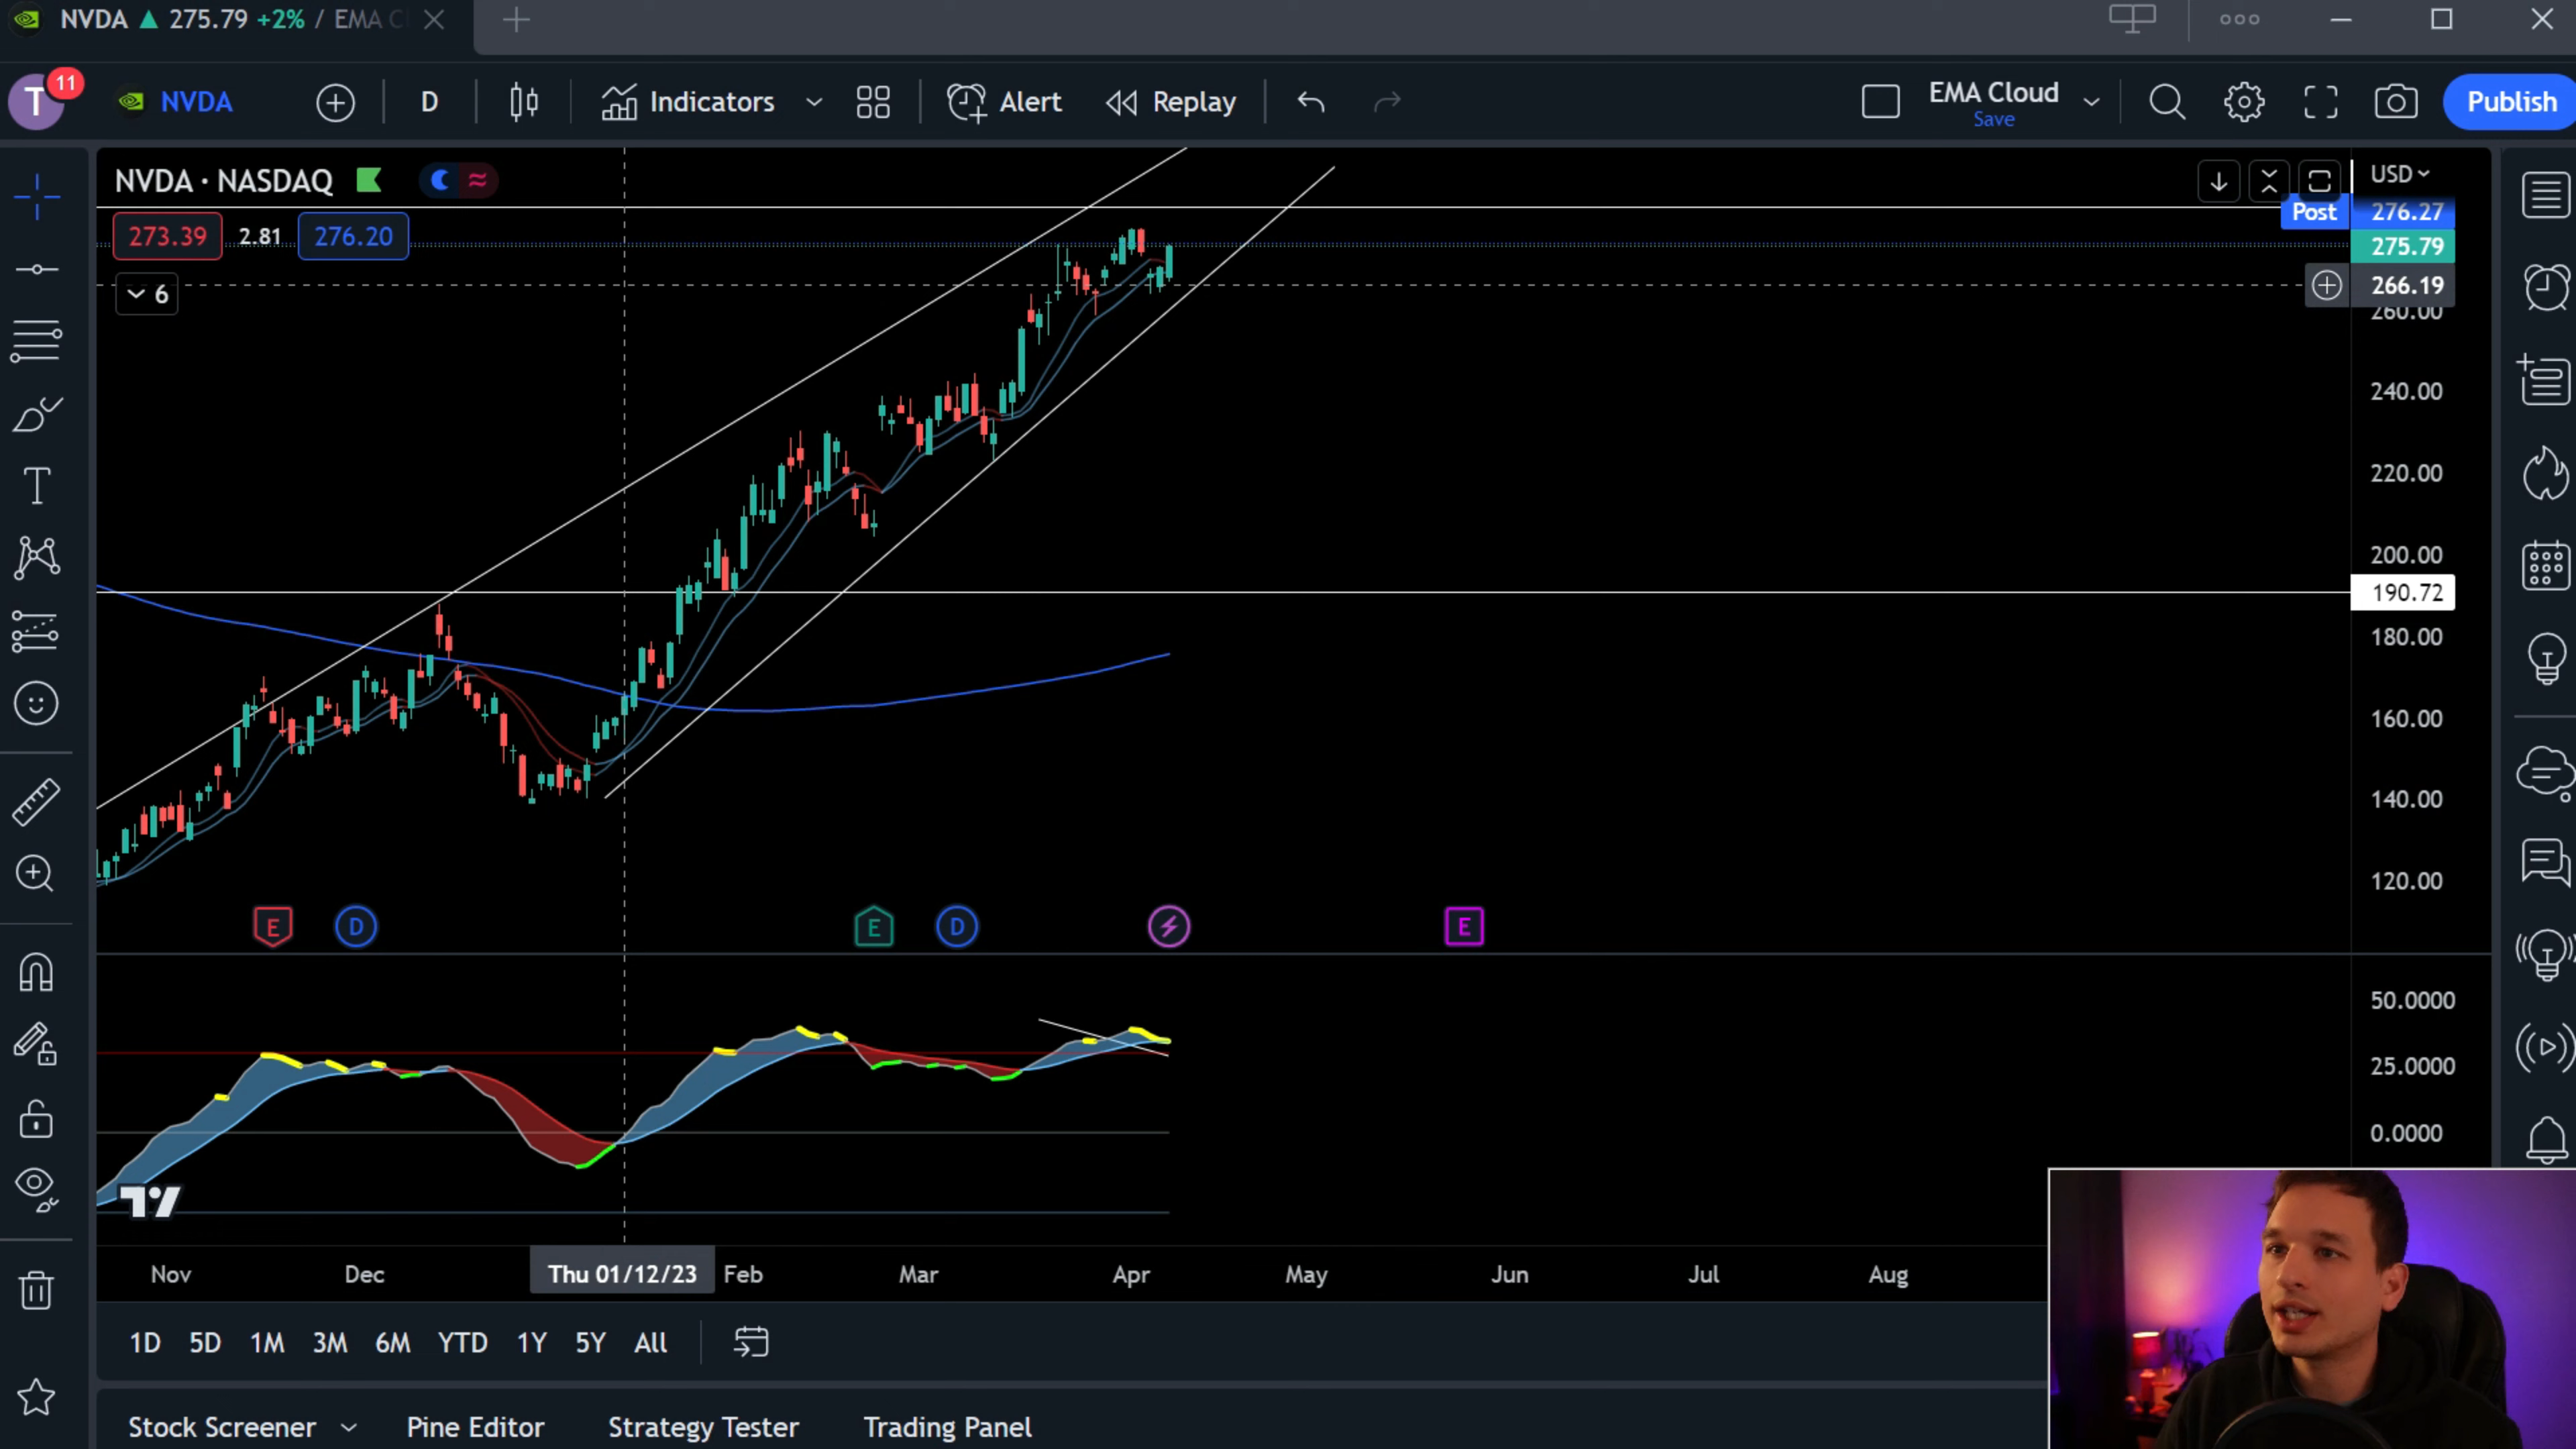 NVDA ▲ 275.79 +2% / EMA C
T 11 NVDA D Indicators Alert Replay EMA Cloud Save Publish
NVDA · NASDAQ
USD
Post 276.27
273.39 2.81 276.20
275.79
266.19
6
260.00
240.00
220.00
200.00
190.72
180.00
160.00
140.00
120.00
E D E D E
50.0000
25.0000
0.0000
Nov Dec Thu 01/12/23 Feb Mar Apr May Jun Jul Aug
1D 5D 1M 3M 6M YTD 1Y 5Y All
Stock Screener Pine Editor Strategy Tester Trading Panel